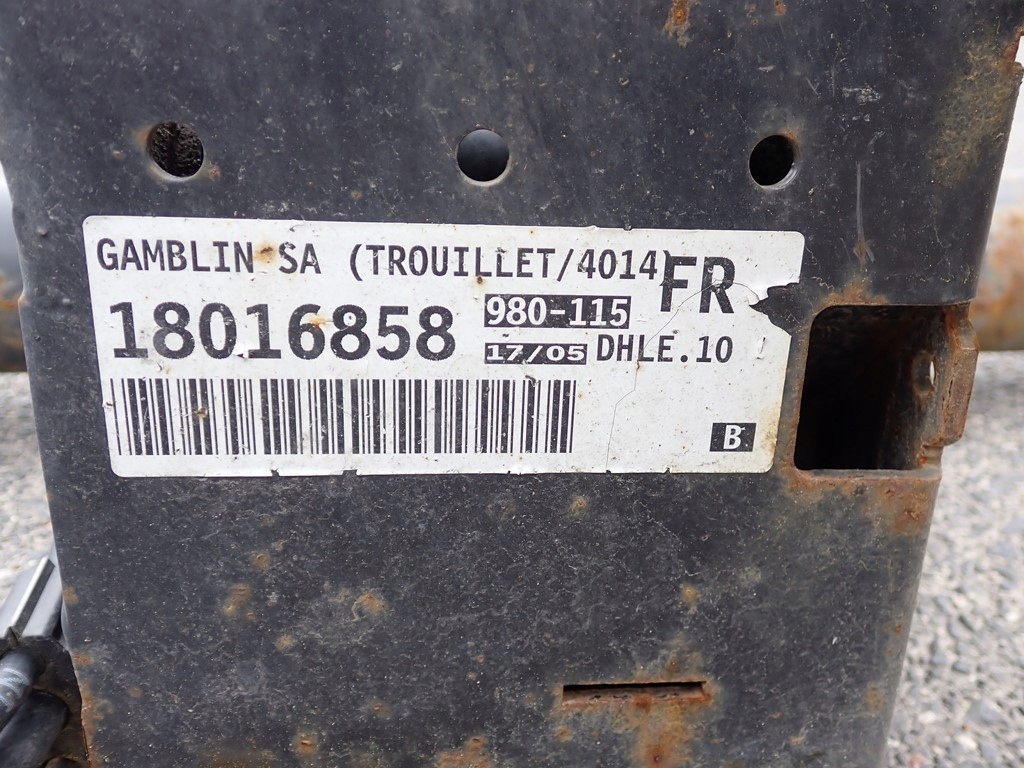 GAMBLIN SA (TROUILLET/4014) FR
18016858 980-115
17/05 DHLE.10
B